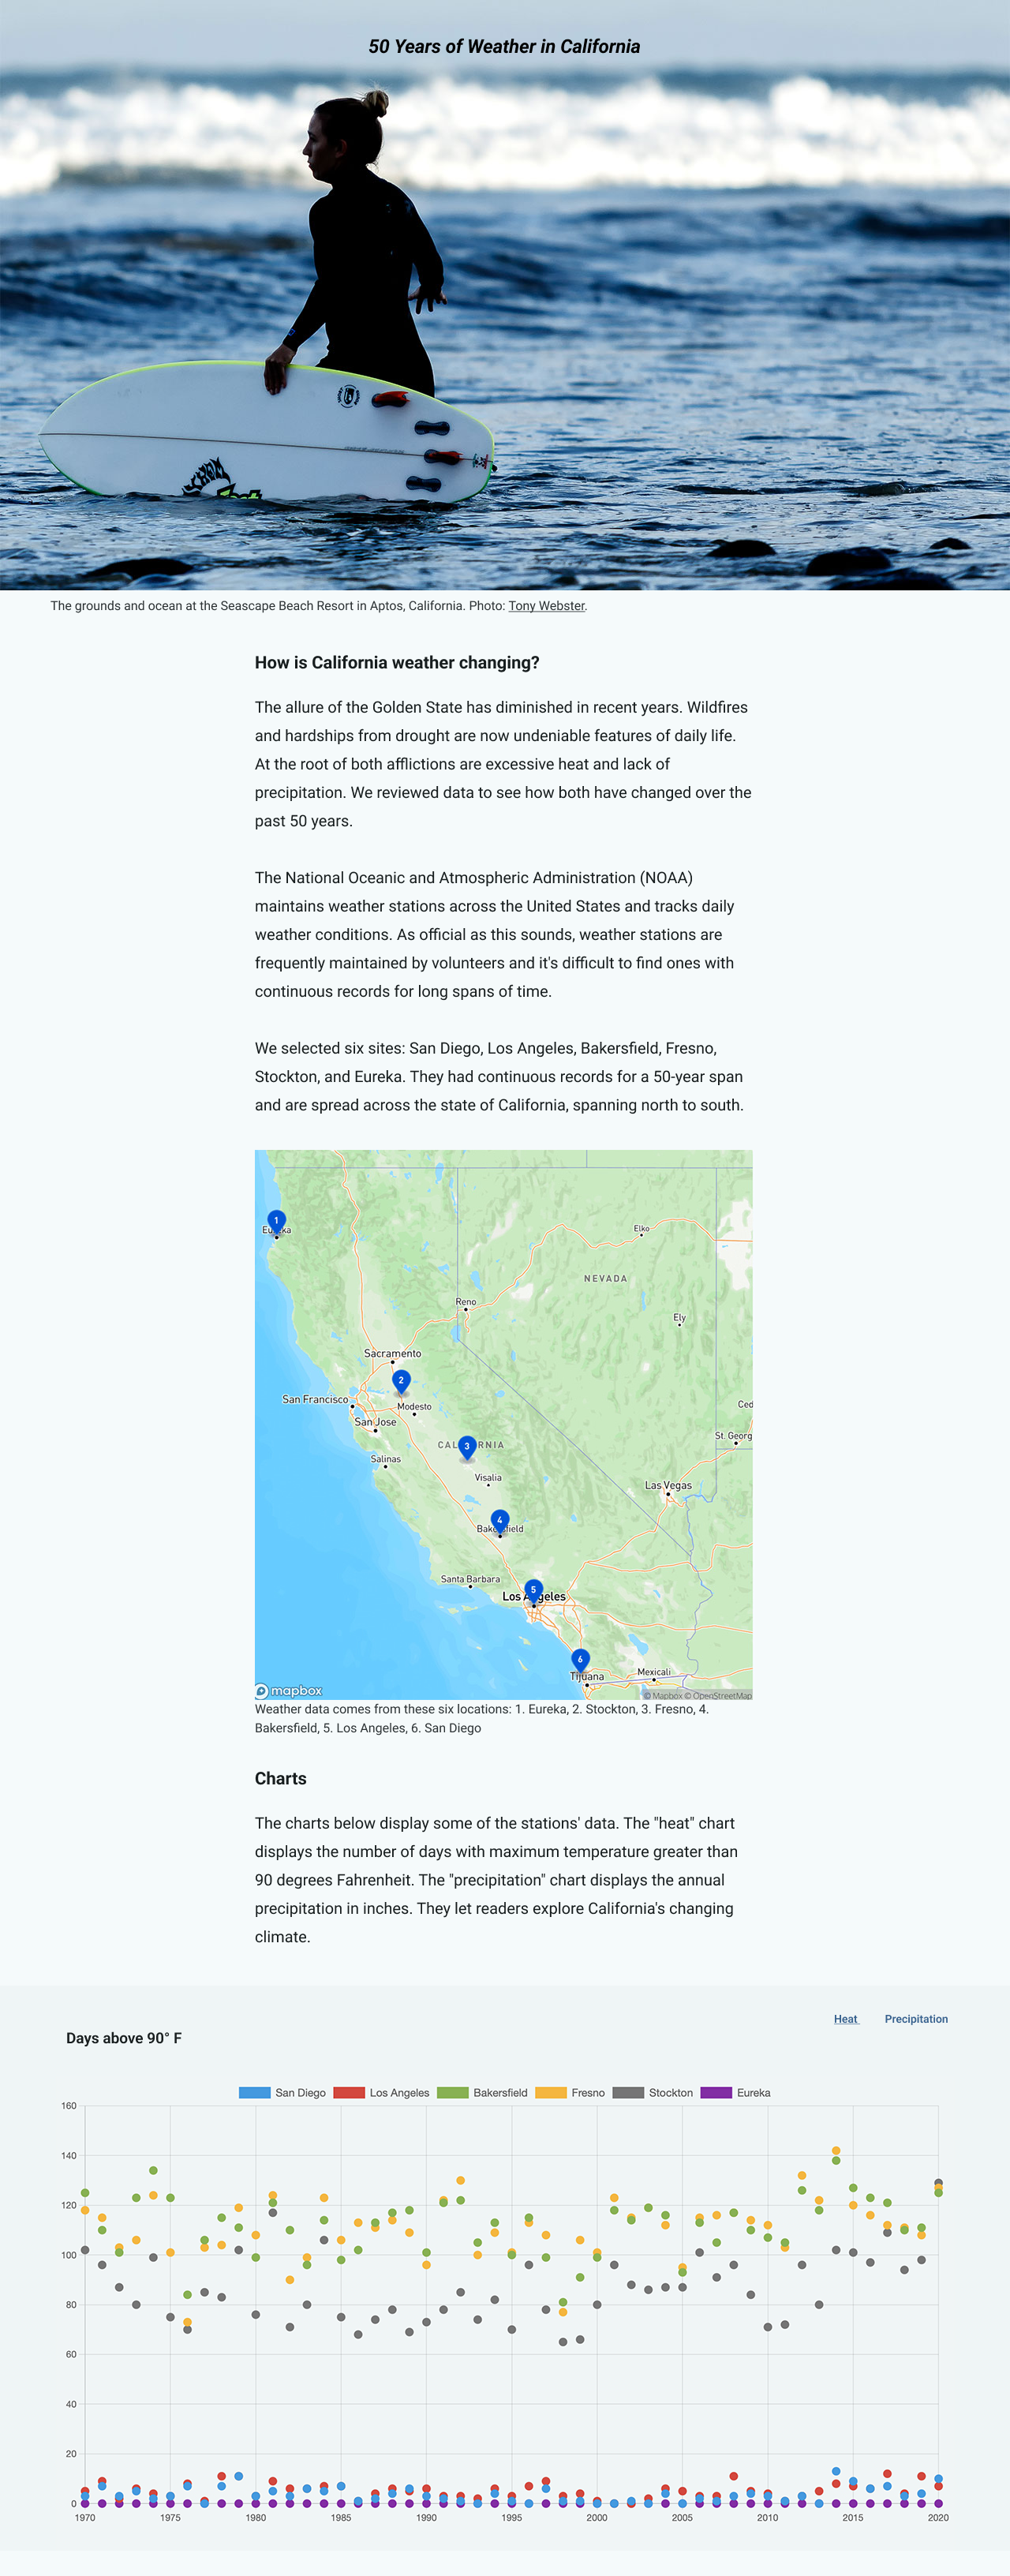 50 Years of Weather in California
The grounds and ocean at the Seascape Beach Resort in Aptos, California. Photo: Tony Webster.
How is California weather changing?
The allure of the Golden State has diminished in recent years. Wildfires
and hardships from drought are now undeniable features of daily life.
At the root of both afflictions are excessive heat and lack of
precipitation. We reviewed data to see how both have changed over the
past 50 years.
The National Oceanic and Atmospheric Administration (NOAA)
maintains weather stations across the United States and tracks daily
weather conditions. As official as this sounds, weather stations are
frequently maintained by volunteers and it's difficult to find ones with
continuous records for long spans of time.
We selected six sites: San Diego, Los Angeles, Bakersfield, Fresno,
Stockton, and Eureka. They had continuous records for a 50-year span
and are spread across the state of California, spanning north to south.
1
Elko
NEVADA
Reno
Ely
Sacramento
2
San Francisco
Modesto
Ced
San Jose
St. Georg
3
Salinas
Visalia
Las Vegas
4
Santa Barbara
5
6
Tijuana
Mexicali
mapbox
© Mapbox © OpenStreetMap
Weather data comes from these six locations: 1. Eureka, 2. Stockton, 3. Fresno, 4.
Bakersfield, 5. Los Angeles, 6. San Diego
Charts
The charts below display some of the stations' data. The "heat" chart
displays the number of days with maximum temperature greater than
90 degrees Fahrenheit. The "precipitation" chart displays the annual
precipitation in inches. They let readers explore California's changing
climate.
Heat Precipitation
Days above 90° F
San Diego Los Angeles Bakersfield Fresno Stockton Eureka
160
140
120
100
80
60
40
20
0
1970 1975 1980 1985 1990 1995 2000 2005 2010 2015 2020